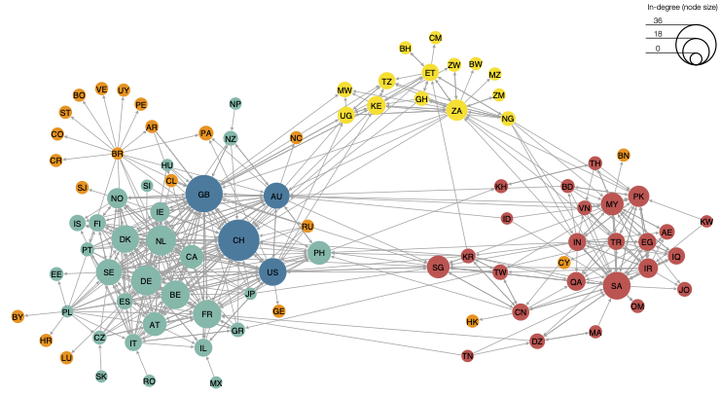 In-degree (node size)
36
18
0
CM
BH
ET
ZW
BW
TZ
MZ
MW
GH
ZM
KE
UG
ZA
NG
VE
UY
BO
PE
ST
NP
AR
CO
PA
NZ
NC
BR
CR
HU
CL
SJ
SI
NO
GB
AU
IE
IS
FI
DK
NL
CH
RU
PT
CA
PH
SE
US
EE
DE
BE
JP
ES
PL
FR
GE
BY
AT
GR
CZ
IT
HR
IL
LU
SK
RO
MX
BN
TH
KH
BD
PK
MY
VN
ID
KW
AE
IN
TR
EG
KR
IQ
CY
SG
TW
IR
QA
SA
JO
OM
CN
HK
MA
DZ
TN